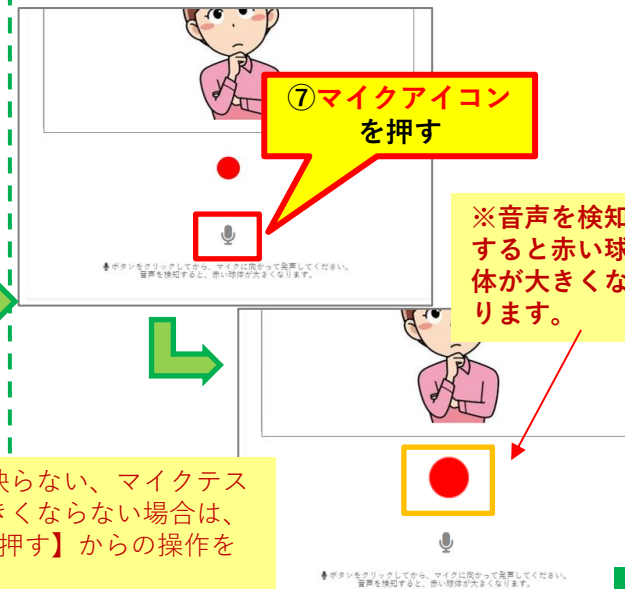 ⑦マイクアイコン
を押す
ボタンをクリックしてから、マイクに向かって発声してください。
音声を検知すると、赤い球体が大きくなります。
※音声を検知
すると赤い球
体が大きくな
ります。
映らない、マイクテス
きくならない場合は、
押す】からの操作を
ボタンをクリックしてから、マイクに向かって発声してください。
音声を検知すると、赤い球体が大きくなります。